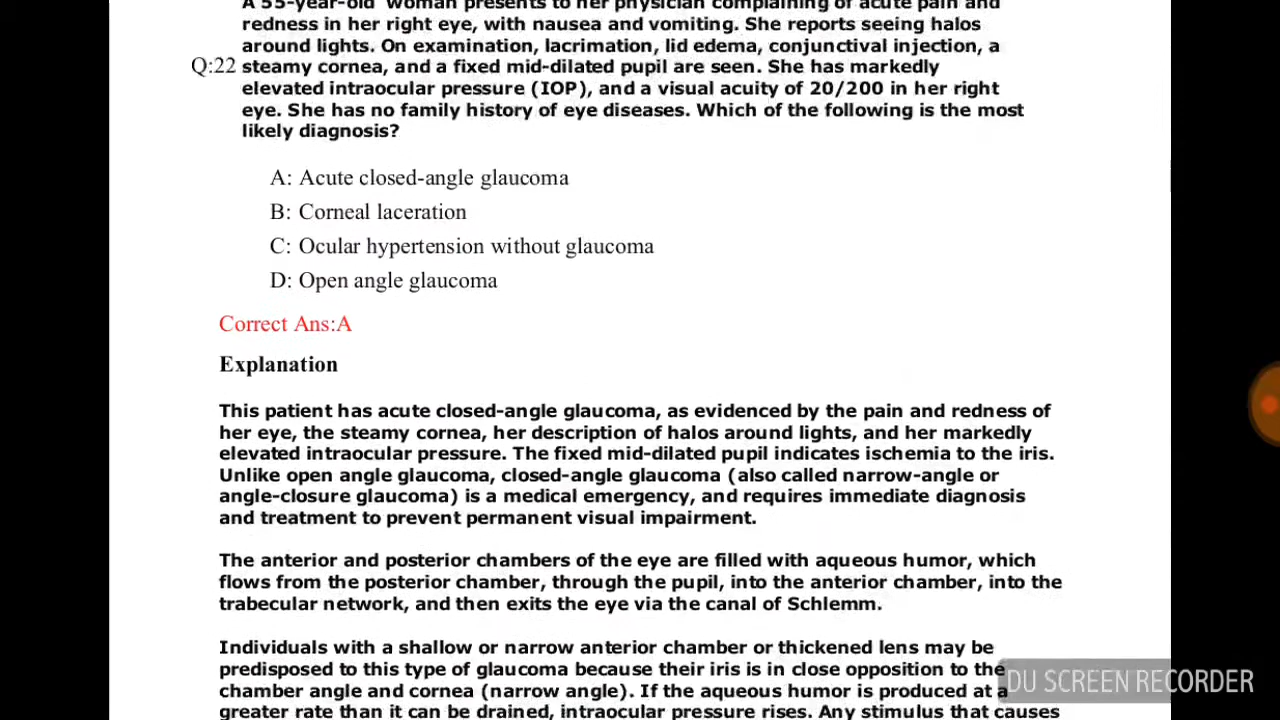 A 55-year-old woman presents to her physician complaining of acute pain and
redness in her right eye, with nausea and vomiting. She reports seeing halos
around lights. On examination, lacrimation, lid edema, conjunctival injection, a
Q:22 steamy cornea, and a fixed mid-dilated pupil are seen. She has markedly
elevated intraocular pressure (IOP), and a visual acuity of 20/200 in her right
eye. She has no family history of eye diseases. Which of the following is the most
likely diagnosis?
A: Acute closed-angle glaucoma
B: Corneal laceration
C: Ocular hypertension without glaucoma
D: Open angle glaucoma
Correct Ans:A
Explanation
This patient has acute closed-angle glaucoma, as evidenced by the pain and redness of
her eye, the steamy cornea, her description of halos around lights, and her markedly
elevated intraocular pressure. The fixed mid-dilated pupil indicates ischemia to the iris.
Unlike open angle glaucoma, closed-angle glaucoma (also called narrow-angle or
angle-closure glaucoma) is a medical emergency, and requires immediate diagnosis
and treatment to prevent permanent visual impairment.
The anterior and posterior chambers of the eye are filled with aqueous humor, which
flows from the posterior chamber, through the pupil, into the anterior chamber, into the
trabecular network, and then exits the eye via the canal of Schlemm.
Individuals with a shallow or narrow anterior chamber or thickened lens may be
predisposed to this type of glaucoma because their iris is in close opposition to the
chamber angle and cornea (narrow angle). If the aqueous humor is produced at a
greater rate than it can be drained, intraocular pressure rises. Any stimulus that causes
DU SCREEN RECORDER